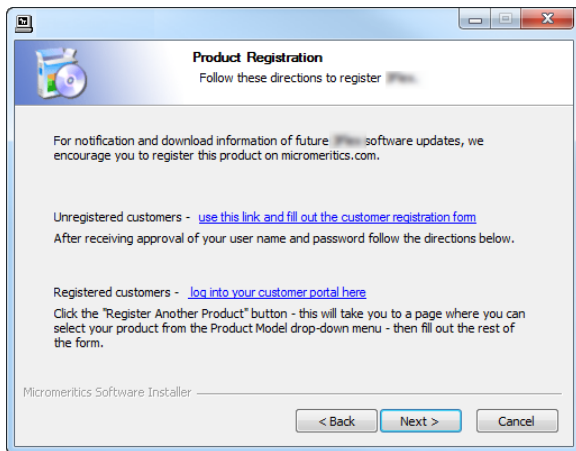 Product Registration
Follow these directions to register
For notification and download information of future software updates, we
encourage you to register this product on micromeritics.com.
Unregistered customers - use this link and fill out the customer registration form
After receiving approval of your user name and password follow the directions below.
Registered customers - log into your customer portal here
Click the "Register Another Product" button - this will take you to a page where you can
select your product from the Product Model drop-down menu - then fill out the rest of
the form.
Micromeritics Software Installer
< Back Next > Cancel